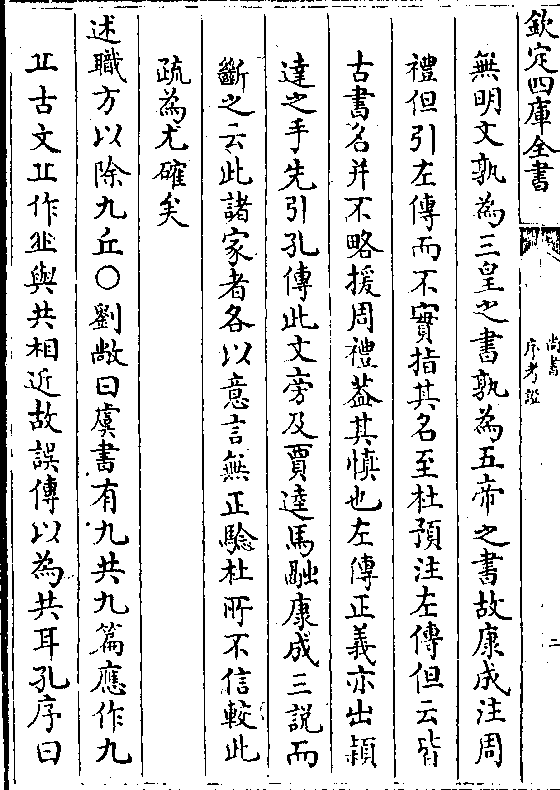 欽定四庫全書
尚書
序考證
二
無明文孰為三皇之書孰為五帝之書故康成注周
禮但引左傳而不實指其名至杜預注左傳但云皆
古書名并不略援周禮葢其慎也左傳正義亦出頴
達之手先引孔傳此文旁及賈逵馬融康成三說而
斷之云此諸家者各以意言無正驗杜所不信較此
疏為尤確矣
述職方以除九丘○劉敞曰虞書有九共九篇應作九
丠古文丠作𠀌與共相近故誤傳以為共耳孔序曰